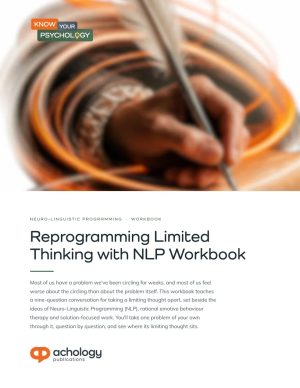 KNOW YOUR
PSYCHOLOGY
NEURO-LINGUISTIC PROGRAMMING · WORKBOOK
Reprogramming Limited
Thinking with NLP Workbook
Most of us have a problem we've been circling for weeks, and most of us feel
worse about the circling than about the problem itself. This workbook teaches
a nine-question conversation for taking a limiting thought apart, set beside the
ideas of Neuro-Linguistic Programming (NLP), rational emotive behaviour
therapy and solution-focused work. You'll take one problem of your own
through it, question by question, and see where its limiting thought sits.
achology
publications